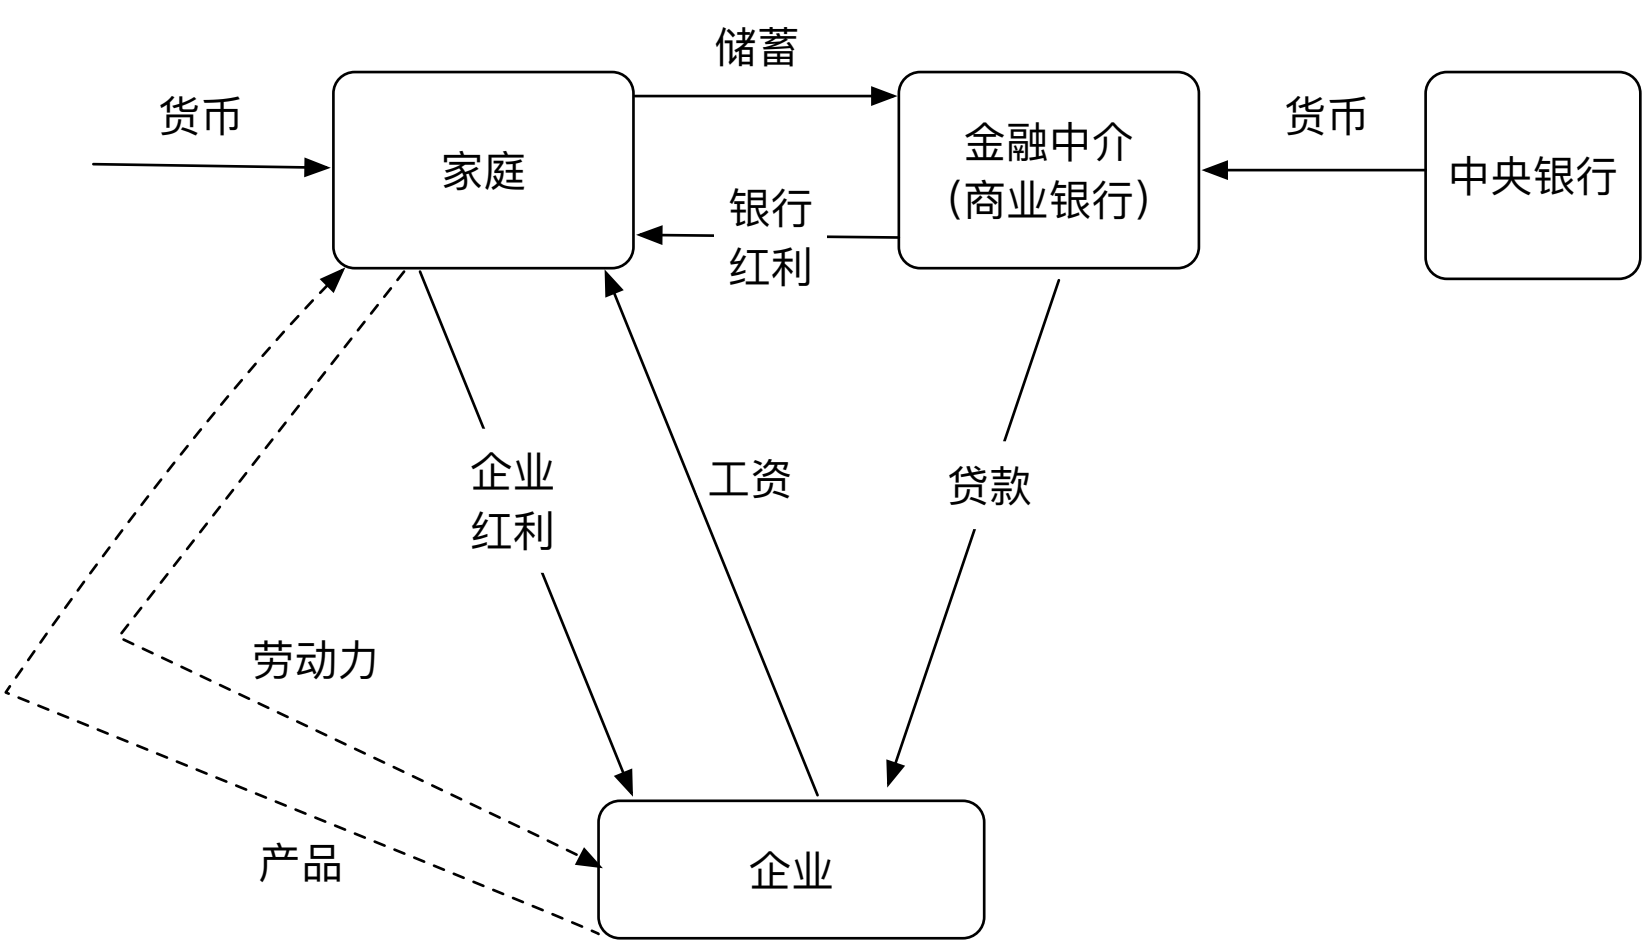 储蓄
货币
货币
家庭
金融中介
(商业银行)
中央银行
银行
红利
企业
红利
工资
贷款
劳动力
产品
企业